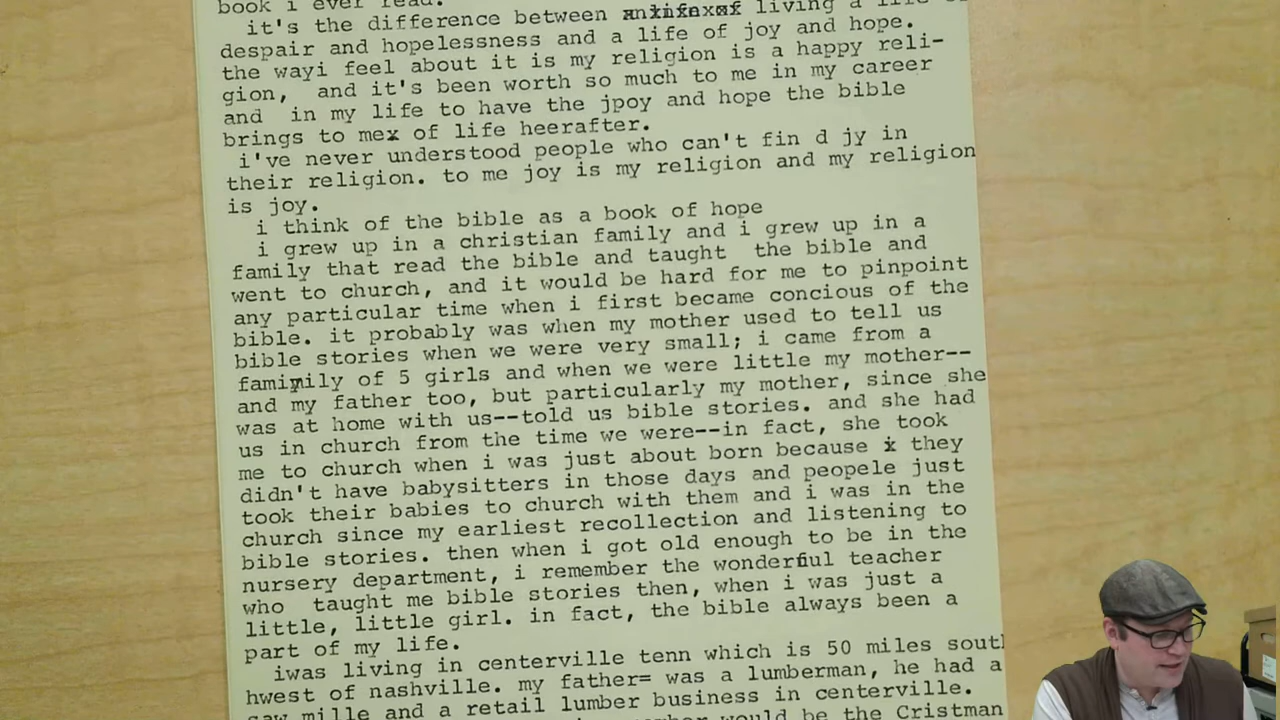 book i ever read.
it's the difference between anlifexof living a life of
despair and hopelessness and a life of joy and hope.
the wayi feel about it is my religion is a happy reli-
gion,  and it's been worth so much to me in my career
and  in my life to have the jpoy and hope the bible
brings to mex of life heerafter.
i've never understood people who can't fin d jy in
their religion. to me joy is my religion and my religion
is joy.
i think of the bible as a book of hope
i grew up in a christian family and i grew up in a
family that read the bible and taught  the bible and
went to church, and it would be hard for me to pinpoint
any particular time when i first became concious of the
bible. it probably was when my mother used to tell us
bible stories when we were very small; i came from a
famiyily of 5 girls and when we were little my mother--
and my father too, but particularly my mother, since she
was at home with us--told us bible stories. and she had
us in church from the time we were--in fact, she took
me to church when i was just about born because x they
didn't have babysitters in those days and peopele just
took their babies to church with them and i was in the
church since my earliest recollection and listening to
bible stories. then when i got old enough to be in the
nursery department, i remember the wonderful teacher
who  taught me bible stories then, when i was just a
little, little girl. in fact, the bible always been a
part of my life.
iwas living in centerville tenn which is 50 miles sout
hwest of nashville. my father= was a lumberman, he had a
saw mille and a retail lumber business in centerville.
would be the Cristman